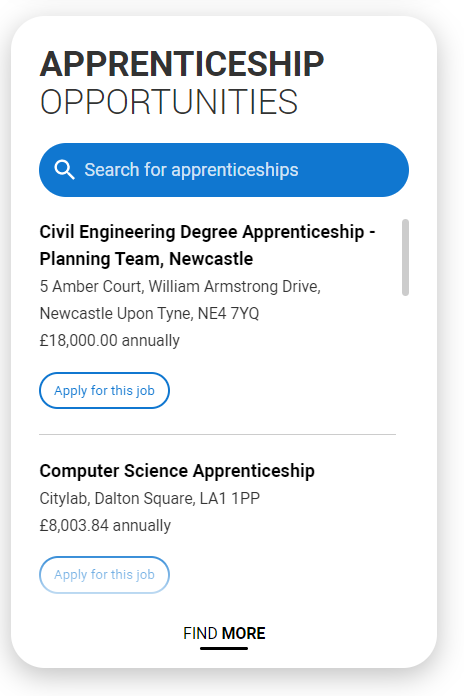 APPRENTICESHIP
OPPORTUNITIES
Search for apprenticeships
Civil Engineering Degree Apprenticeship -
Planning Team, Newcastle
5 Amber Court, William Armstrong Drive,
Newcastle Upon Tyne, NE4 7YQ
£18,000.00 annually
Apply for this job
Computer Science Apprenticeship
Citylab, Dalton Square, LA1 1PP
£8,003.84 annually
Apply for this job
FIND MORE